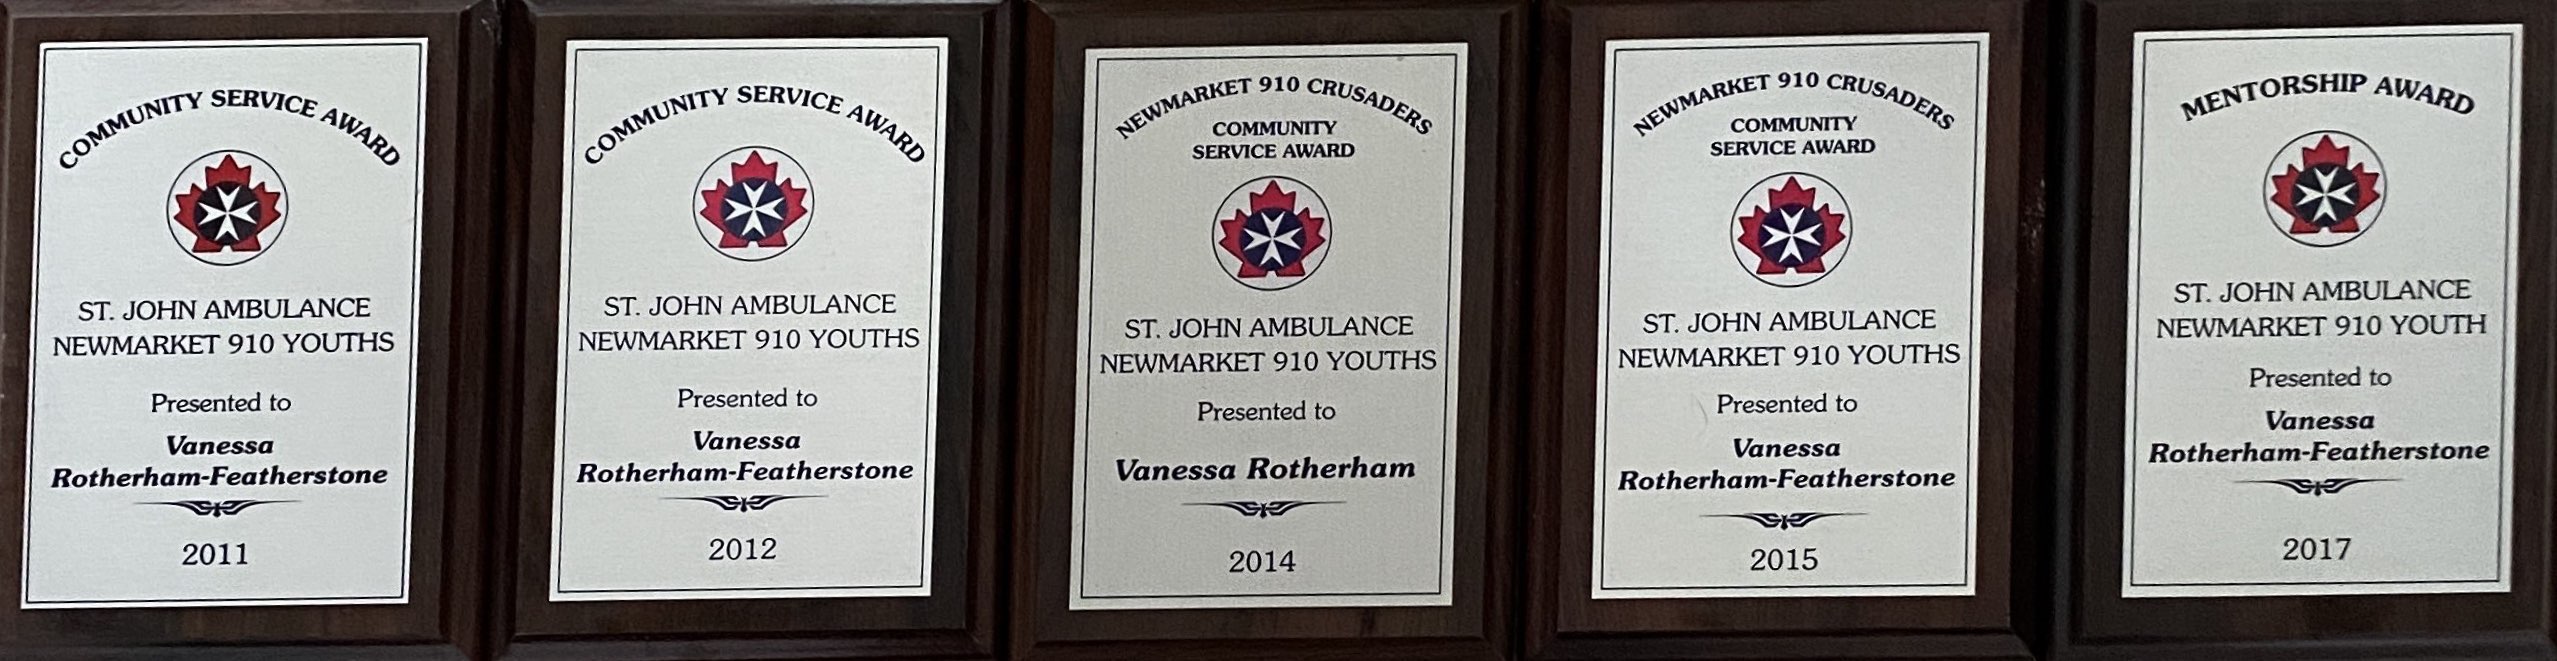 COMMUNITY SERVICE AWARD
ST. JOHN AMBULANCE
NEWMARKET 910 YOUTHS
Presented to
Vanessa
Rotherham-Featherstone
2011
COMMUNITY SERVICE AWARD
ST. JOHN AMBULANCE
NEWMARKET 910 YOUTHS
Presented to
Vanessa
Rotherham-Featherstone
2012
NEWMARKET 910 CRUSADERS
COMMUNITY
SERVICE AWARD
ST. JOHN AMBULANCE
NEWMARKET 910 YOUTHS
Presented to
Vanessa Rotherham
2014
NEWMARKET 910 CRUSADERS
COMMUNITY
SERVICE AWARD
ST. JOHN AMBULANCE
NEWMARKET 910 YOUTHS
Presented to
Vanessa
Rotherham-Featherstone
2015
MENTORSHIP AWARD
ST. JOHN AMBULANCE
NEWMARKET 910 YOUTH
Presented to
Vanessa
Rotherham-Featherstone
2017